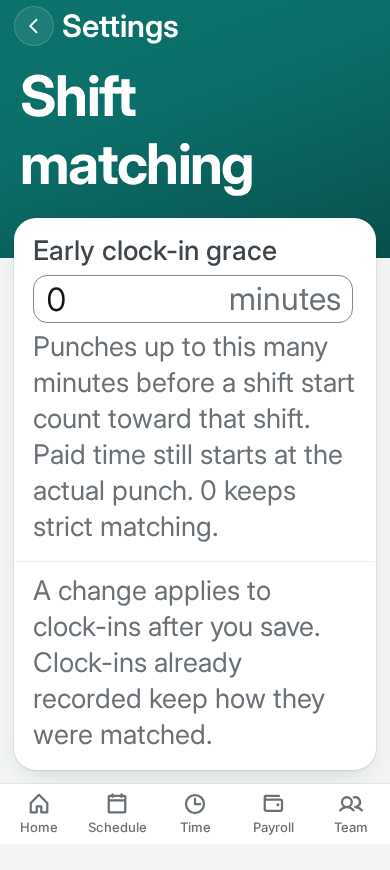 Settings
Shift
matching
Early clock-in grace
0 minutes
Punches up to this many
minutes before a shift start
count toward that shift.
Paid time still starts at the
actual punch. 0 keeps
strict matching.
A change applies to
clock-ins after you save.
Clock-ins already
recorded keep how they
were matched.
Home Schedule Time Payroll Team